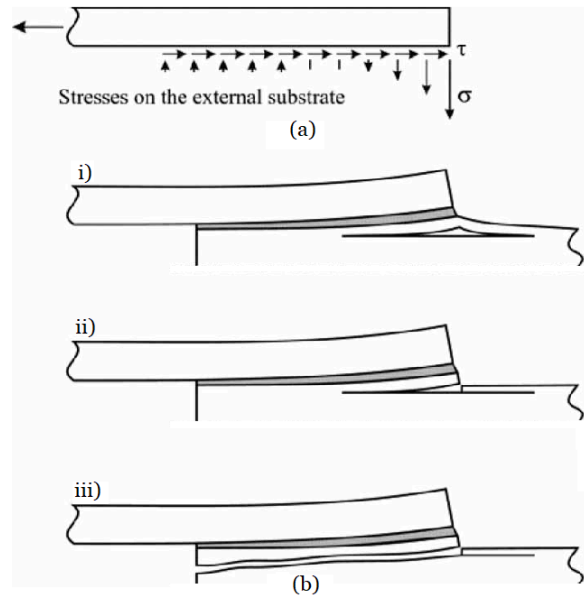 τ
Stresses on the external substrate
σ
(a)
i)
ii)
iii)
(b)